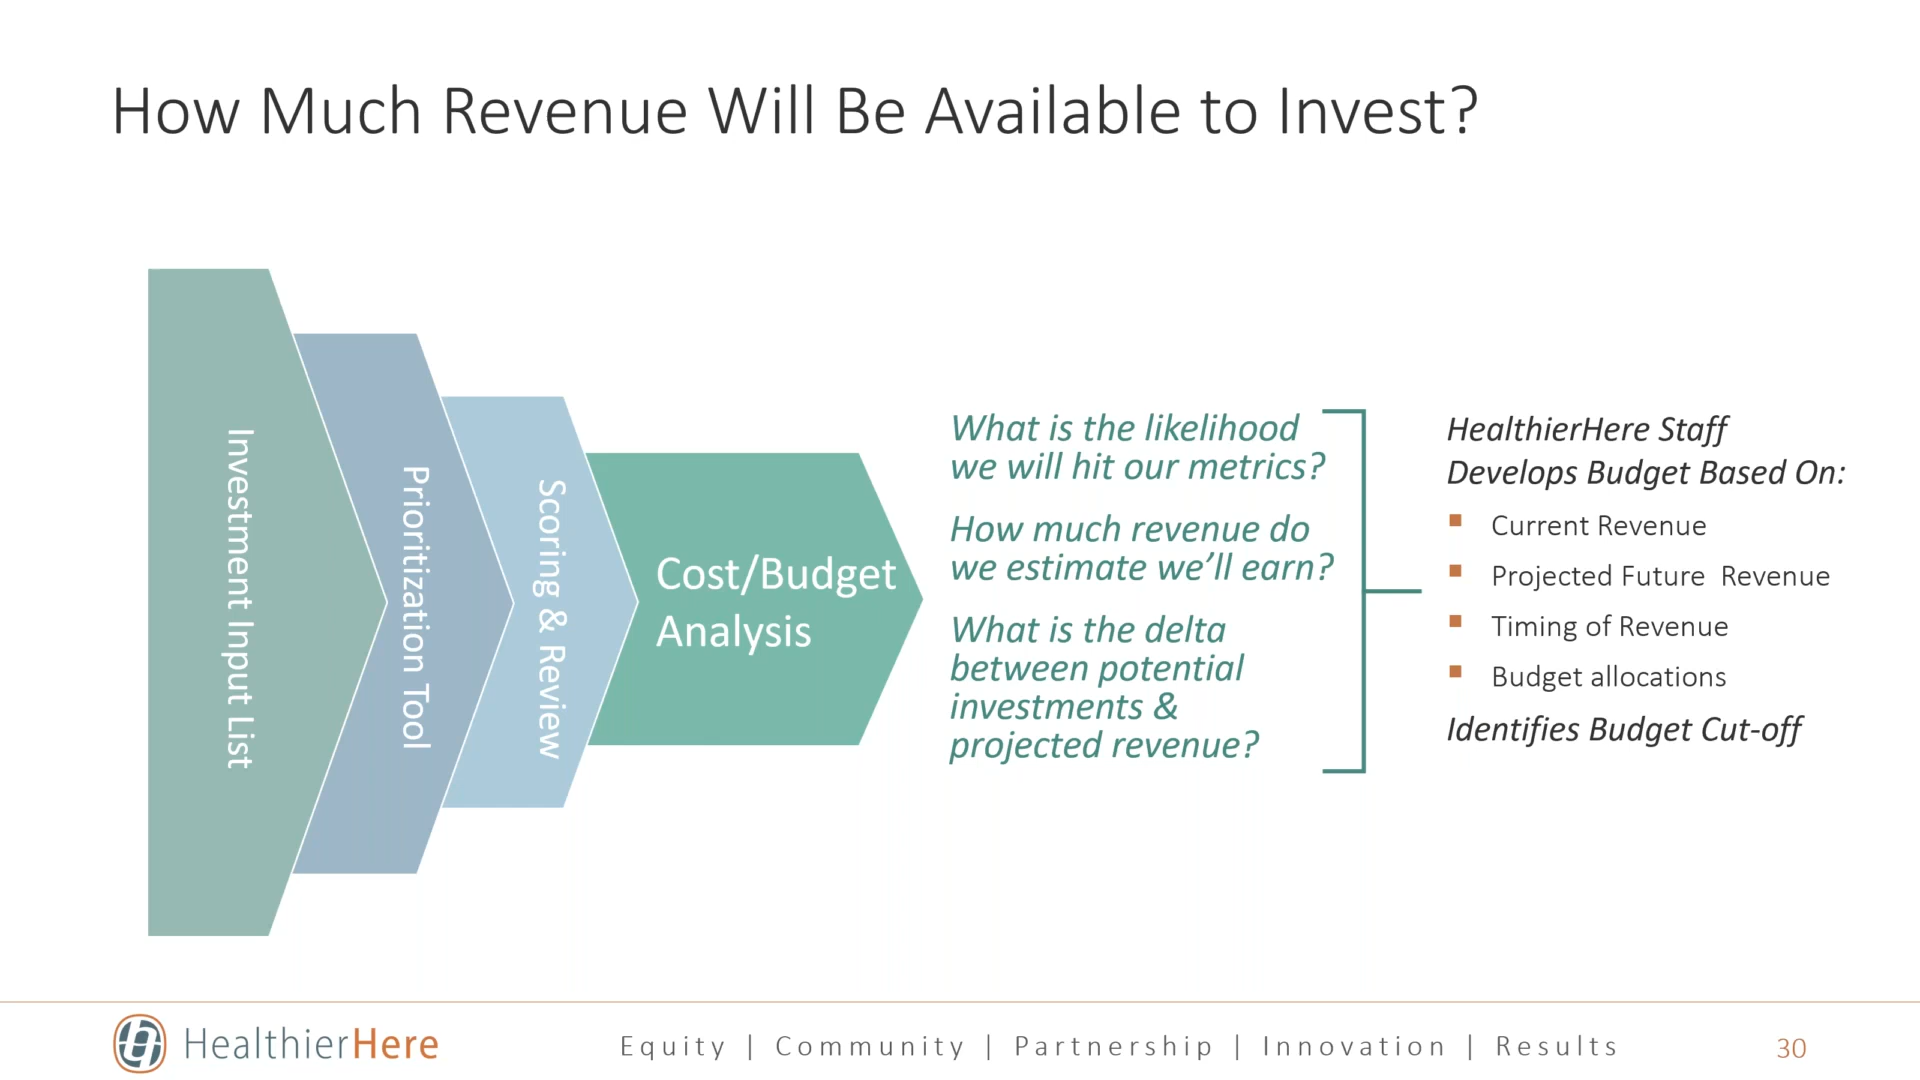 How Much Revenue Will Be Available to Invest?
Investment Input List
Prioritization Tool
Scoring & Review
Cost/Budget
Analysis
What is the likelihood
we will hit our metrics?
How much revenue do
we estimate we’ll earn?
What is the delta
between potential
investments &
projected revenue?
HealthierHere Staff
Develops Budget Based On:
Current Revenue
Projected Future Revenue
Timing of Revenue
Budget allocations
Identifies Budget Cut-off
HealthierHere
Equity | Community | Partnership | Innovation | Results
30